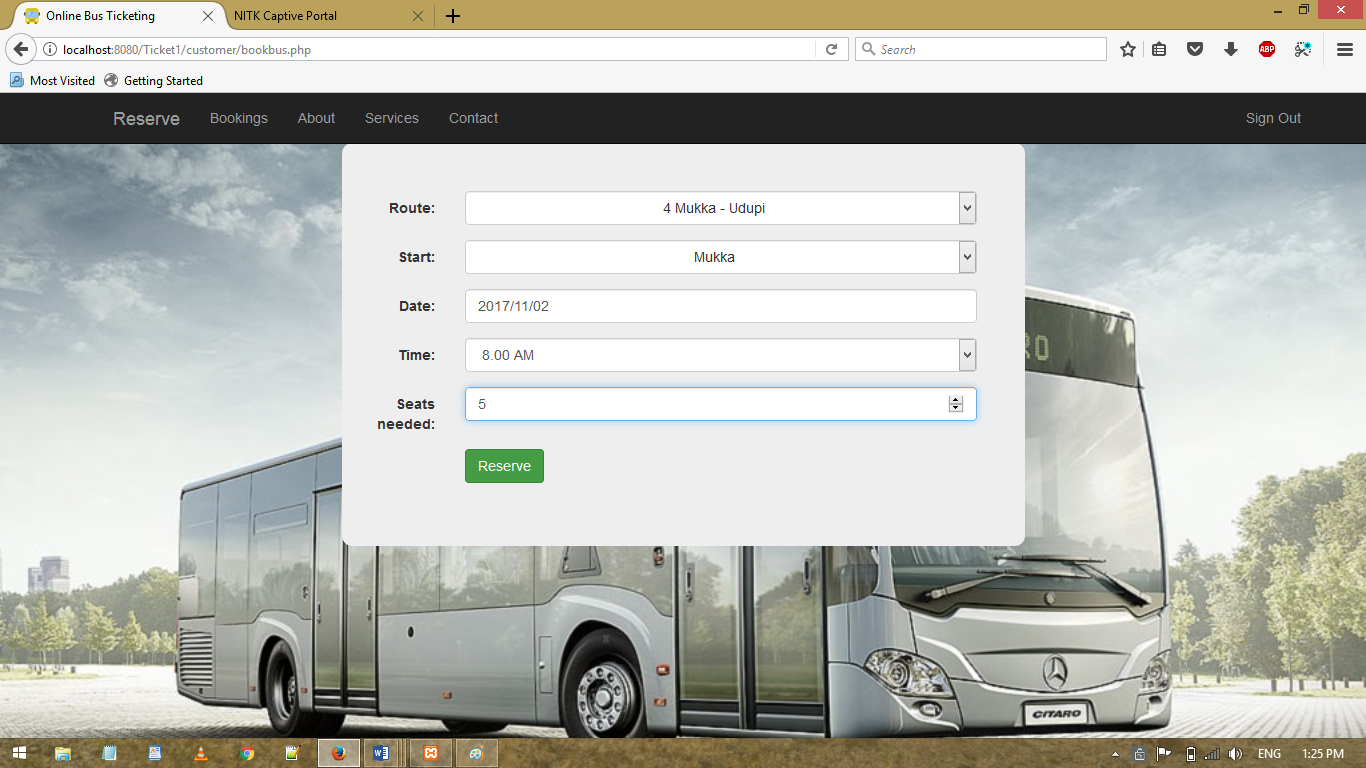 Online Bus Ticketing
NITK Captive Portal
localhost:8080/Ticket1/customer/bookbus.php
Search
ABP
Most Visited
Getting Started
Reserve Bookings About Services Contact Sign Out
Route: 4 Mukka - Udupi
Start: Mukka
Date: 2017/11/02
Time: 8.00 AM
Seats needed: 5
Reserve
CITARO
ENG 1:25 PM